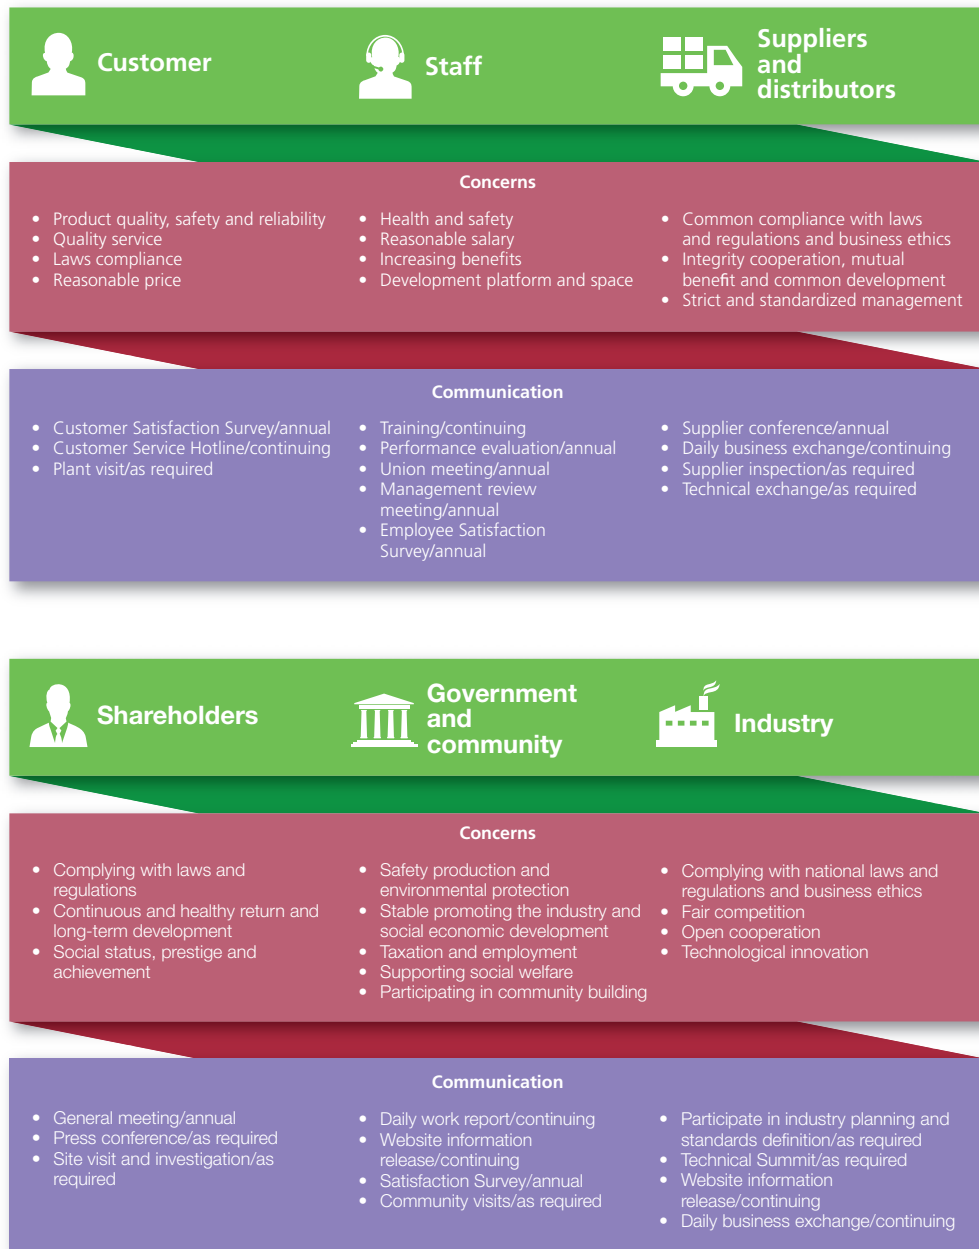 Customer
Staff
Suppliers
and
distributors
Concerns
• Product quality, safety and reliability
• Quality service
• Laws compliance
• Reasonable price
• Health and safety
• Reasonable salary
• Increasing benefits
• Development platform and space
• Common compliance with laws
and regulations and business ethics
• Integrity cooperation, mutual
benefit and common development
• Strict and standardized management
Communication
• Customer Satisfaction Survey/annual
• Customer Service Hotline/continuing
• Plant visit/as required
• Training/continuing
• Performance evaluation/annual
• Union meeting/annual
• Management review
meeting/annual
• Employee Satisfaction
Survey/annual
• Supplier conference/annual
• Daily business exchange/continuing
• Supplier inspection/as required
• Technical exchange/as required
Shareholders
Government
and
community
Industry
Concerns
• Complying with laws and
regulations
• Continuous and healthy return and
long-term development
• Social status, prestige and
achievement
• Safety production and
environmental protection
• Stable promoting the industry and
social economic development
• Taxation and employment
• Supporting social welfare
• Participating in community building
• Complying with national laws and
regulations and business ethics
• Fair competition
• Open cooperation
• Technological innovation
Communication
• General meeting/annual
• Press conference/as required
• Site visit and investigation/as
required
• Daily work report/continuing
• Website information
release/continuing
• Satisfaction Survey/annual
• Community visits/as required
• Participate in industry planning and
standards definition/as required
• Technical Summit/as required
• Website information
release/continuing
• Daily business exchange/continuing